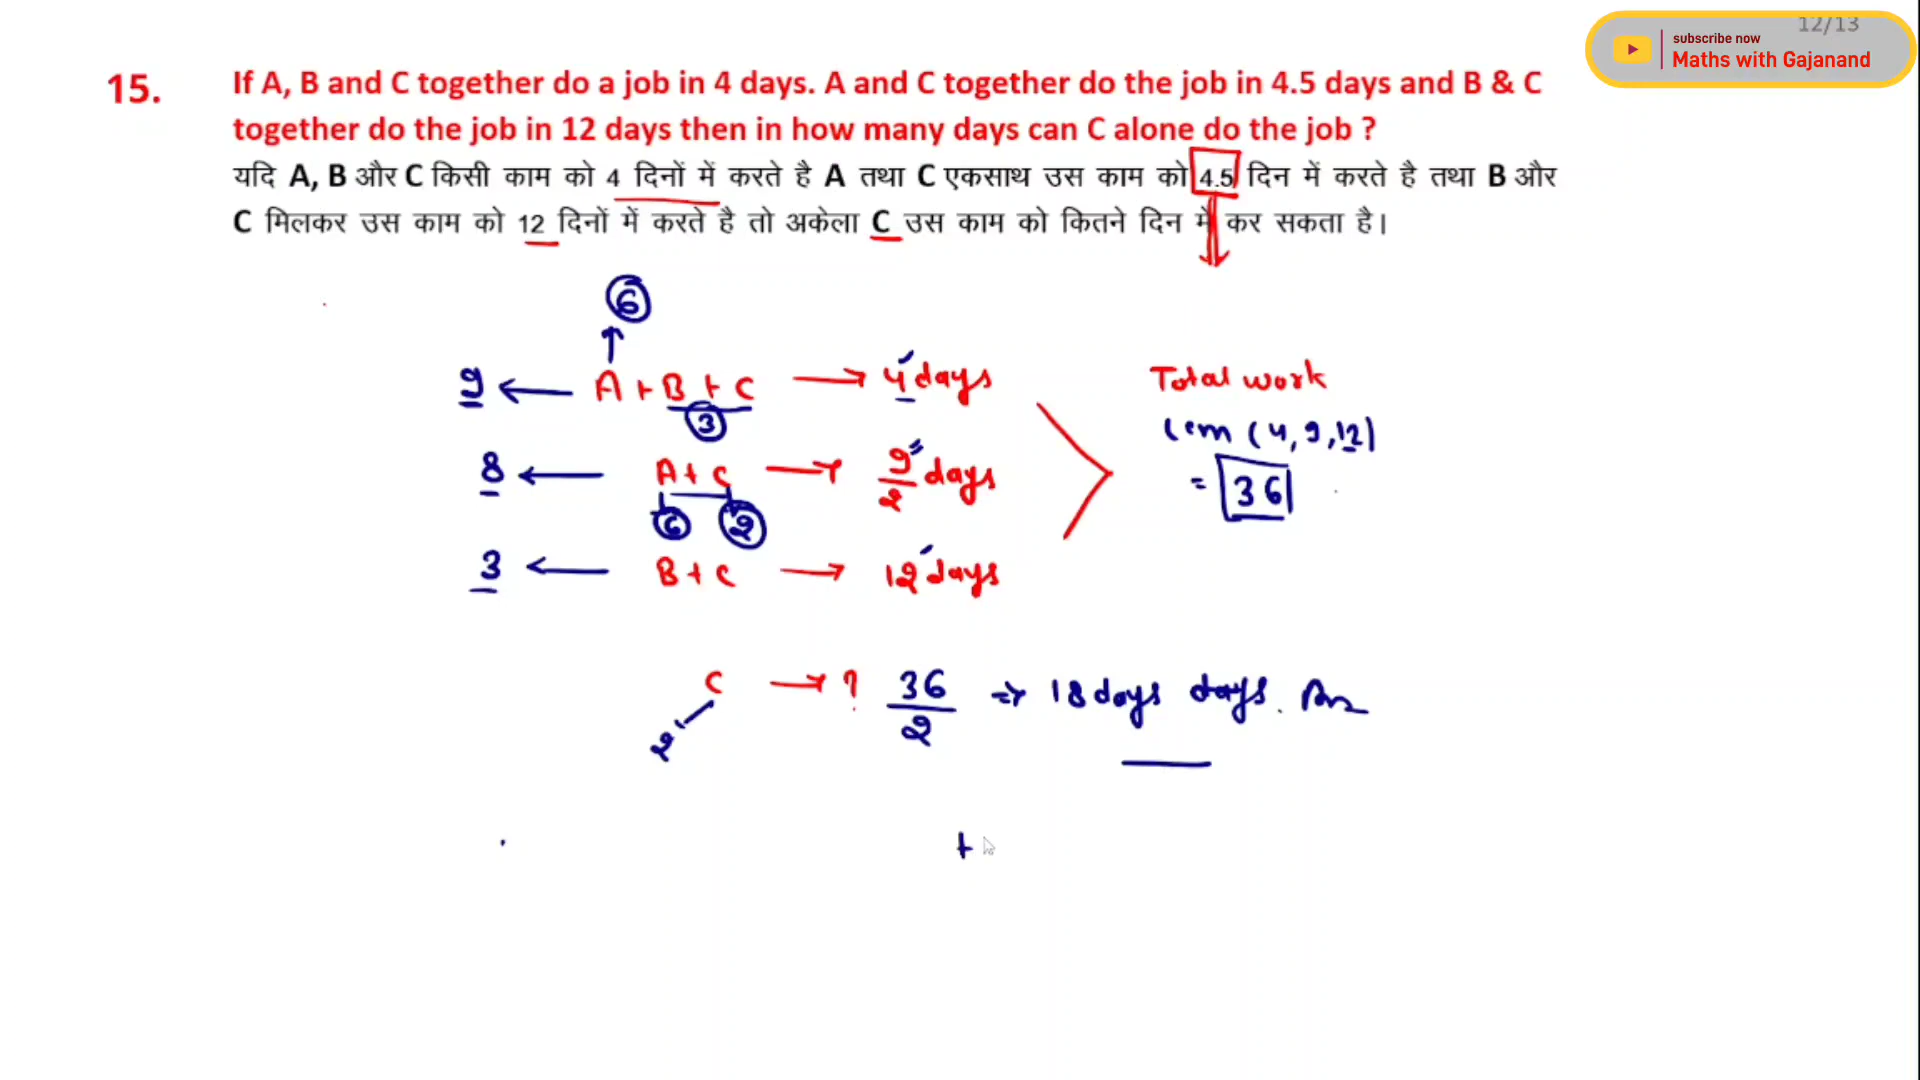 12/13
subscribe now
Maths with Gajanand
15. If A, B and C together do a job in 4 days. A and C together do the job in 4.5 days and B & C
together do the job in 12 days then in how many days can C alone do the job ?
यदि A, B और C किसी काम को 4 दिनों में करते है A तथा C एकसाथ उस काम को 4.5 दिन में करते है तथा B और
C मिलकर उस काम को 12 दिनों में करते है तो अकेला C उस काम को कितने दिन में कर सकता है।
6
9 ← A + B + C → 4 days
3
Total work
Lcm (4, 9, 12)
= 36
8 ← A + C → 9/2 days
6 2
3 ← B + C → 12 days
C → ? 36/2 ⇒ 18 days days. Ans
2